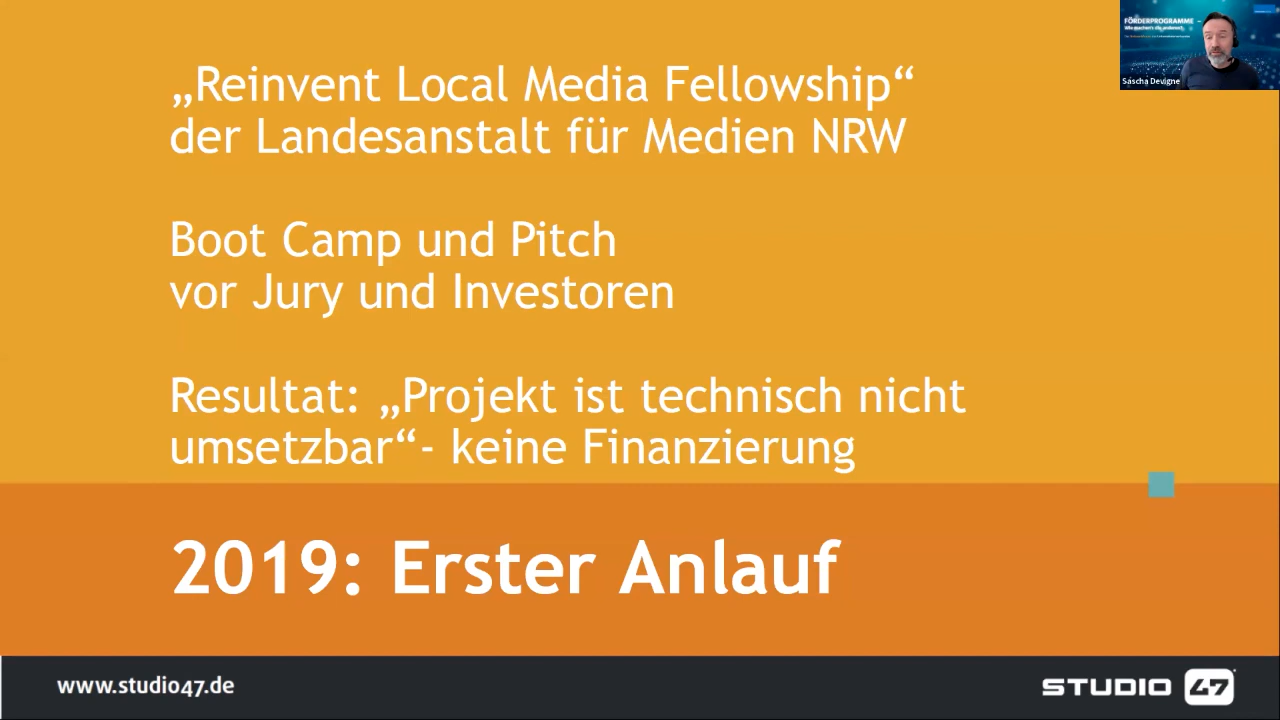 „Reinvent Local Media Fellowship“
der Landesanstalt für Medien NRW
Boot Camp und Pitch
vor Jury und Investoren
Resultat: „Projekt ist technisch nicht
umsetzbar“- keine Finanzierung
2019: Erster Anlauf
www.studio47.de
STUDIO 47
FÖRDERPROGRAMME –
Sascha Devigne